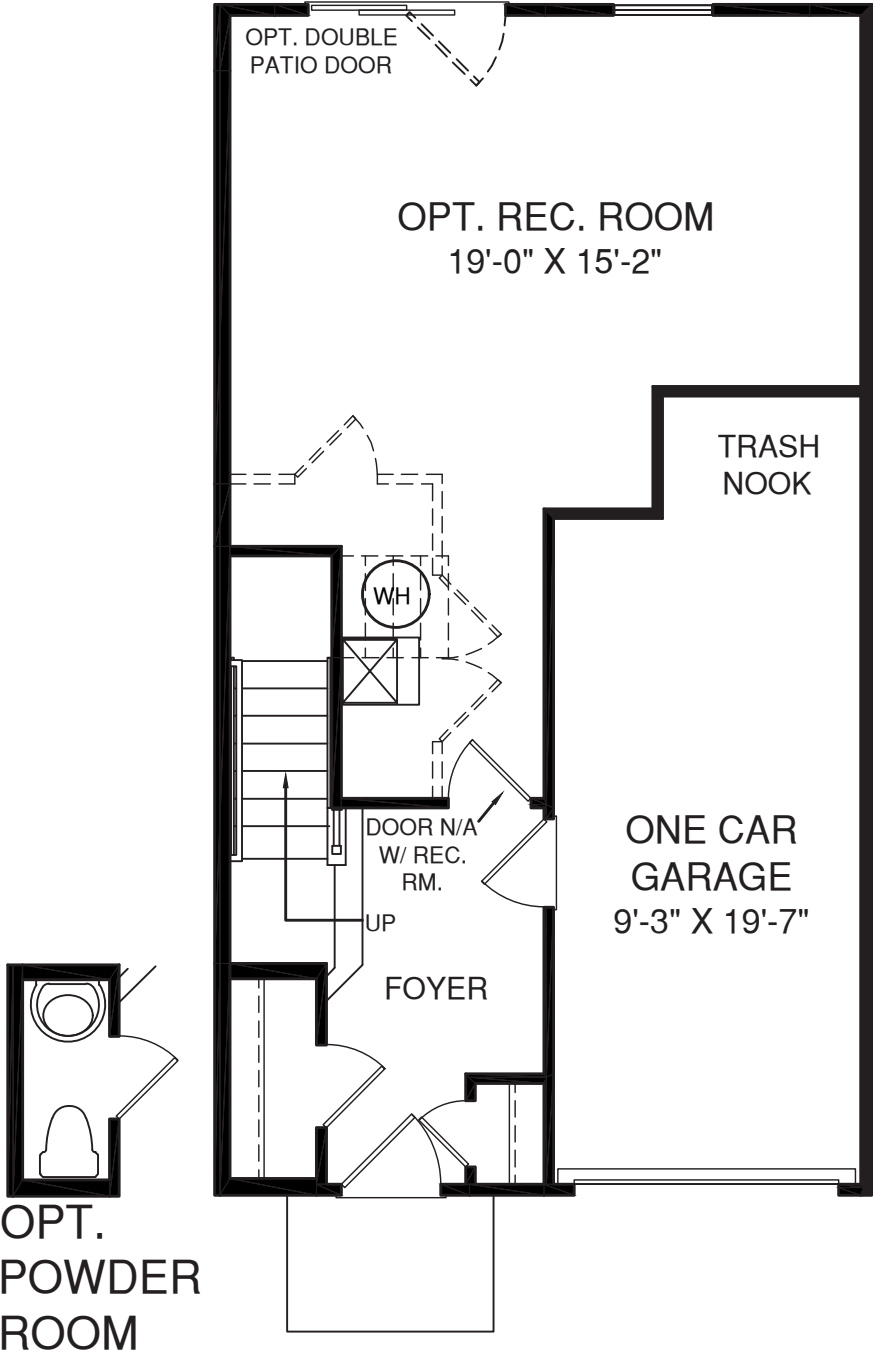 OPT. DOUBLE
PATIO DOOR
OPT. REC. ROOM
19'-0" X 15'-2"
TRASH
NOOK
WH
DOOR N/A
W/ REC.
RM.
ONE CAR
GARAGE
9'-3" X 19'-7"
UP
FOYER
OPT.
POWDER
ROOM